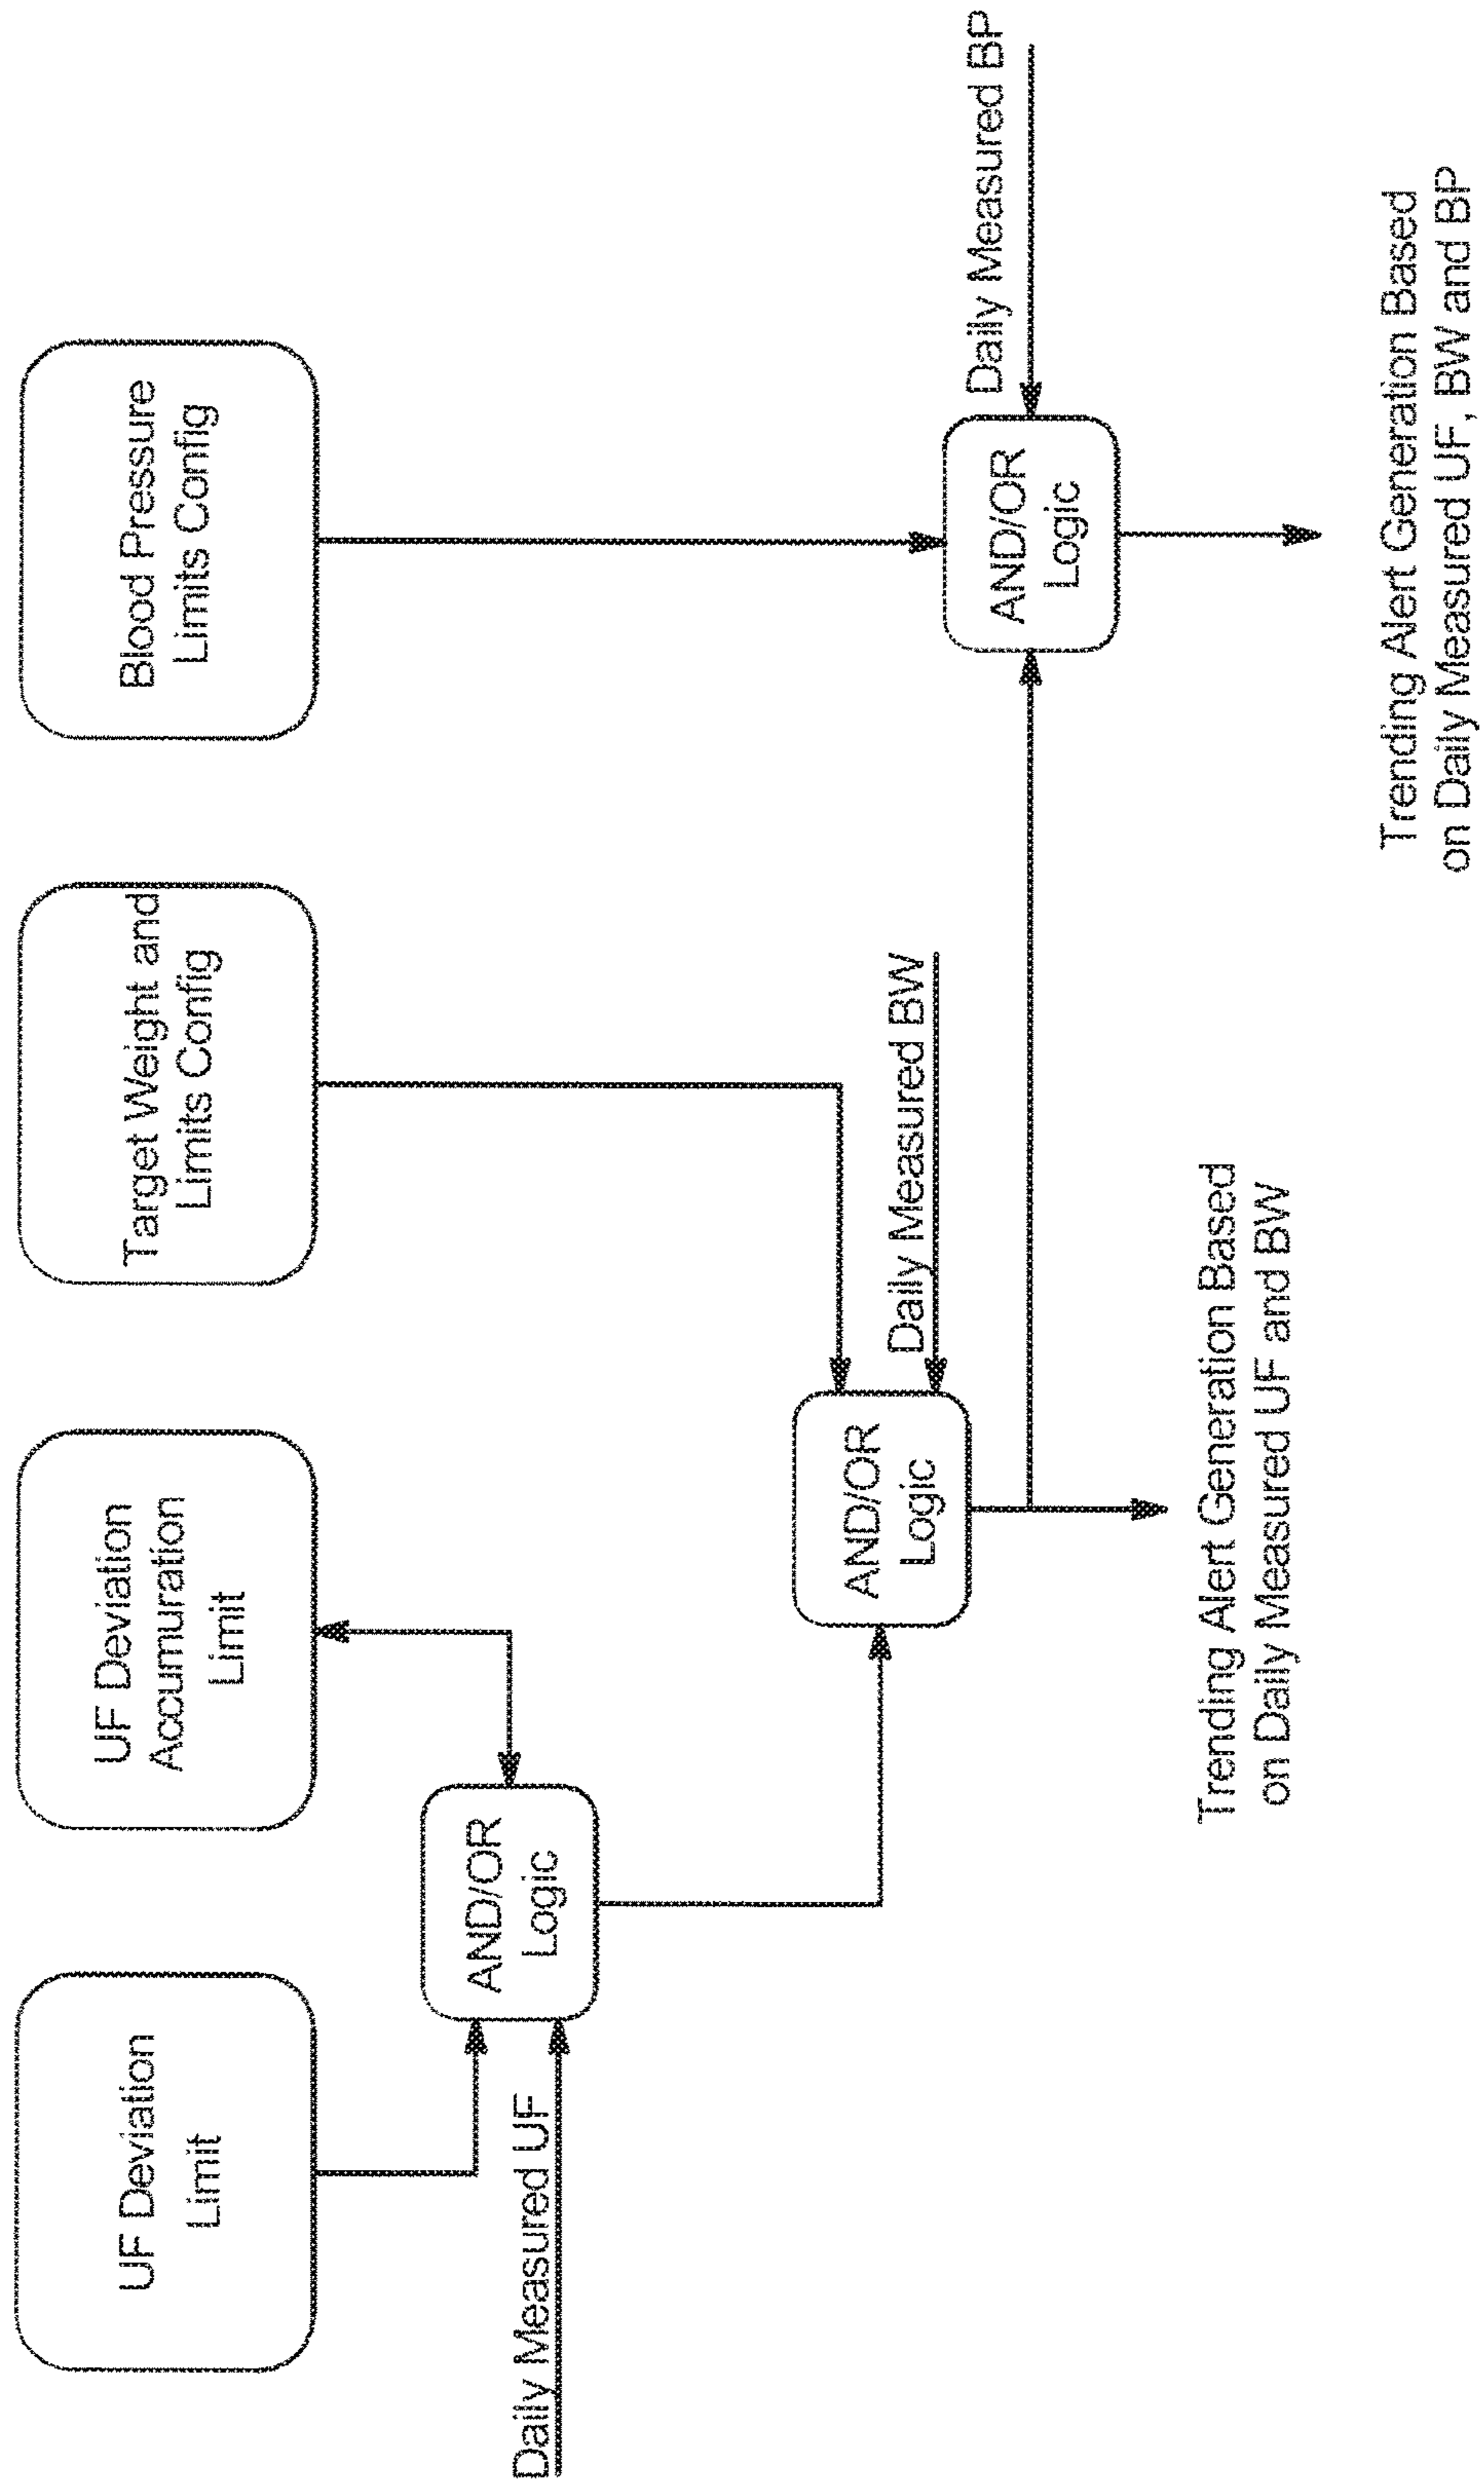 UF Deviation
Limit
UF Deviation
Accumuration
Limit
Target Weight and
Limits Config
Blood Pressure
Limits Config
Daily Measured UF
AND/OR
Logic
AND/OR
Logic
Daily Measured BW
AND/OR
Logic
Daily Measured BP
Trending Alert Generation Based
on Daily Measured UF and BW
Trending Alert Generation Based
on Daily Measured UF, BW and BP